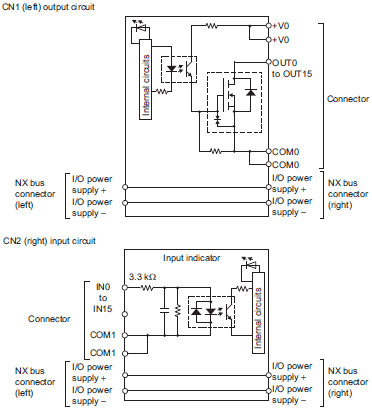 CN1 (left) output circuit
+V0
+V0
OUT0
to OUT15
Internal circuits
Connector
COM0
COM0
NX bus
connector
(left)
I/O power
supply +
I/O power
supply −
I/O power
supply +
I/O power
supply −
NX bus
connector
(right)
CN2 (right) input circuit
Input indicator
3.3 kΩ
IN0
to
IN15
Connector
COM1
COM1
Internal circuits
NX bus
connector
(left)
I/O power
supply +
I/O power
supply −
I/O power
supply +
I/O power
supply −
NX bus
connector
(right)